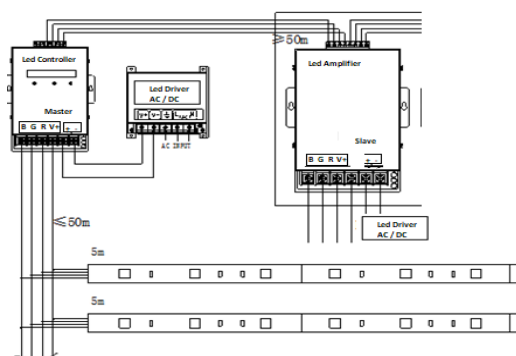 ≥50m
Led Controller
Master
B G R V+ + -
Led Driver
AC / DC
V+ V-
AC INPUT
Led Amplifier
Slave
B G R V+ + -
Led Driver
AC / DC
≤50m
5m
5m